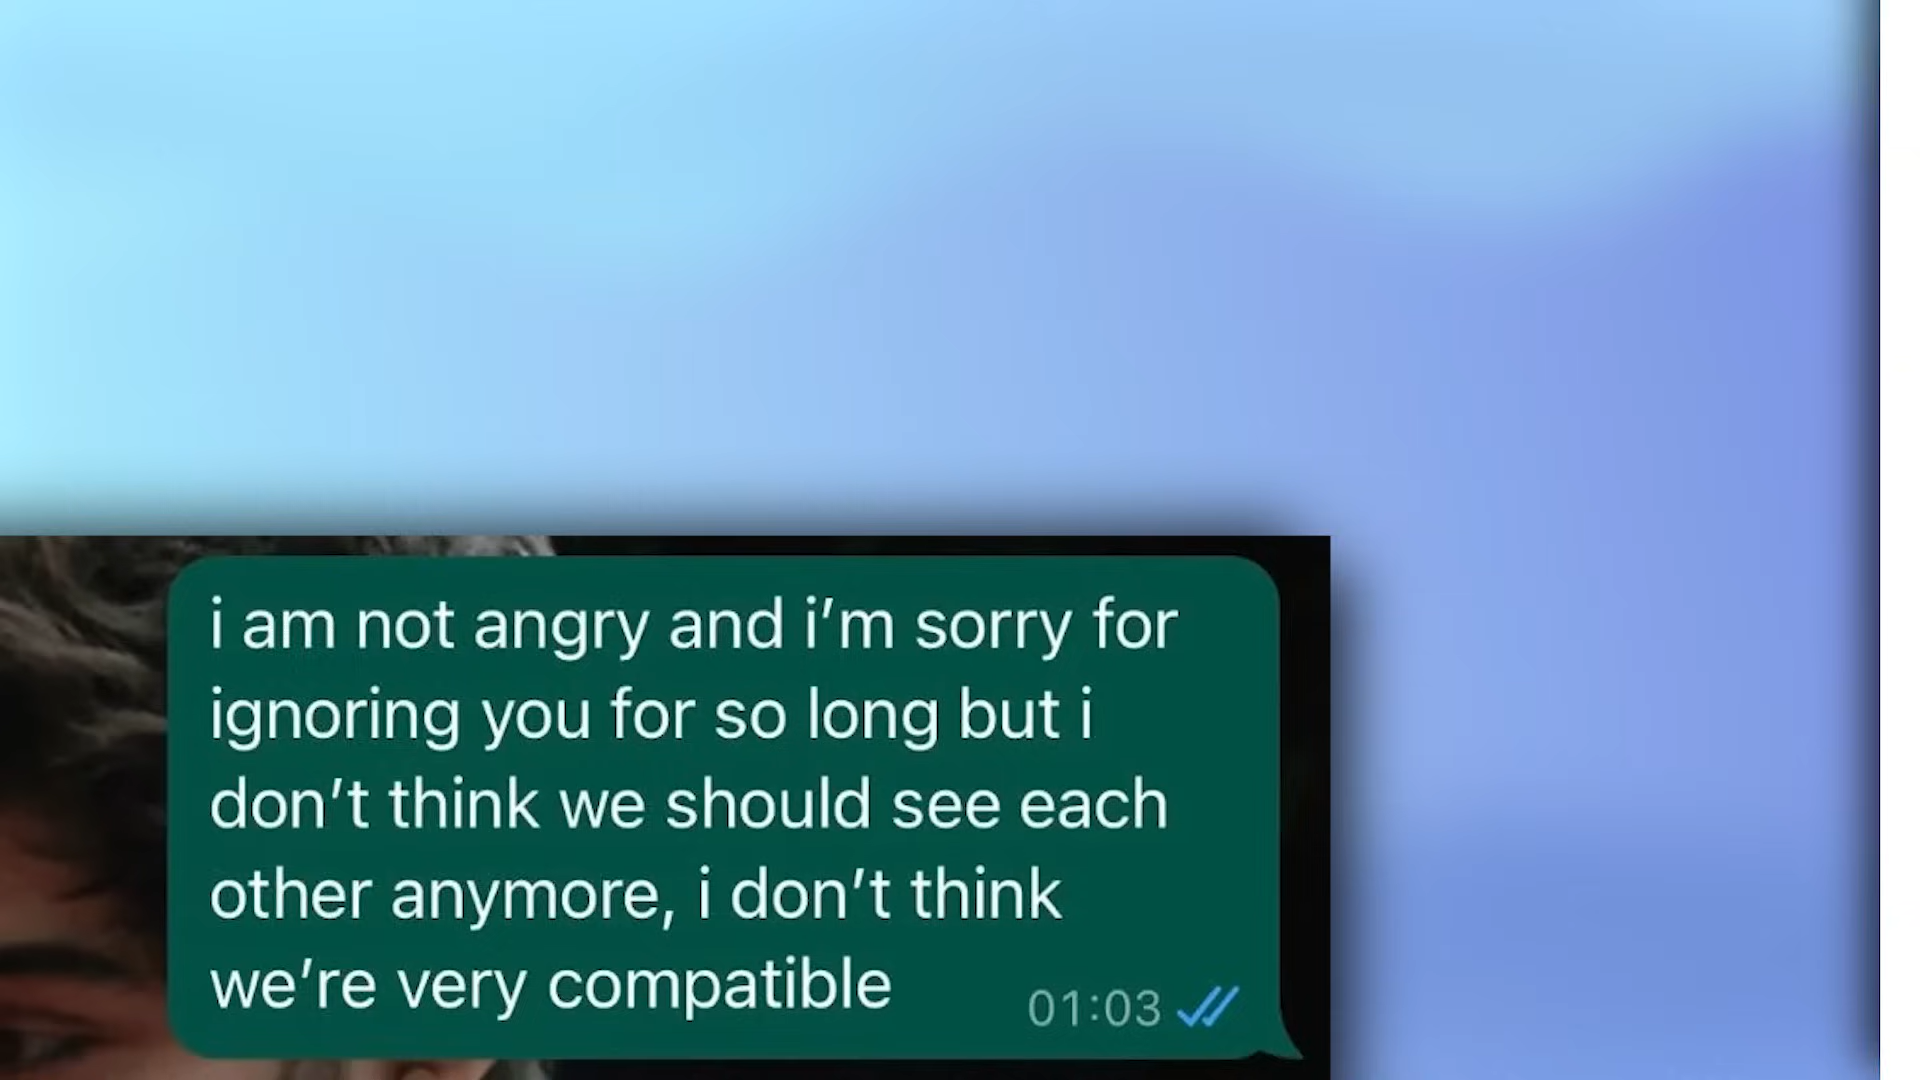 i am not angry and i’m sorry for
ignoring you for so long but i
don’t think we should see each
other anymore, i don’t think
we’re very compatible
01:03